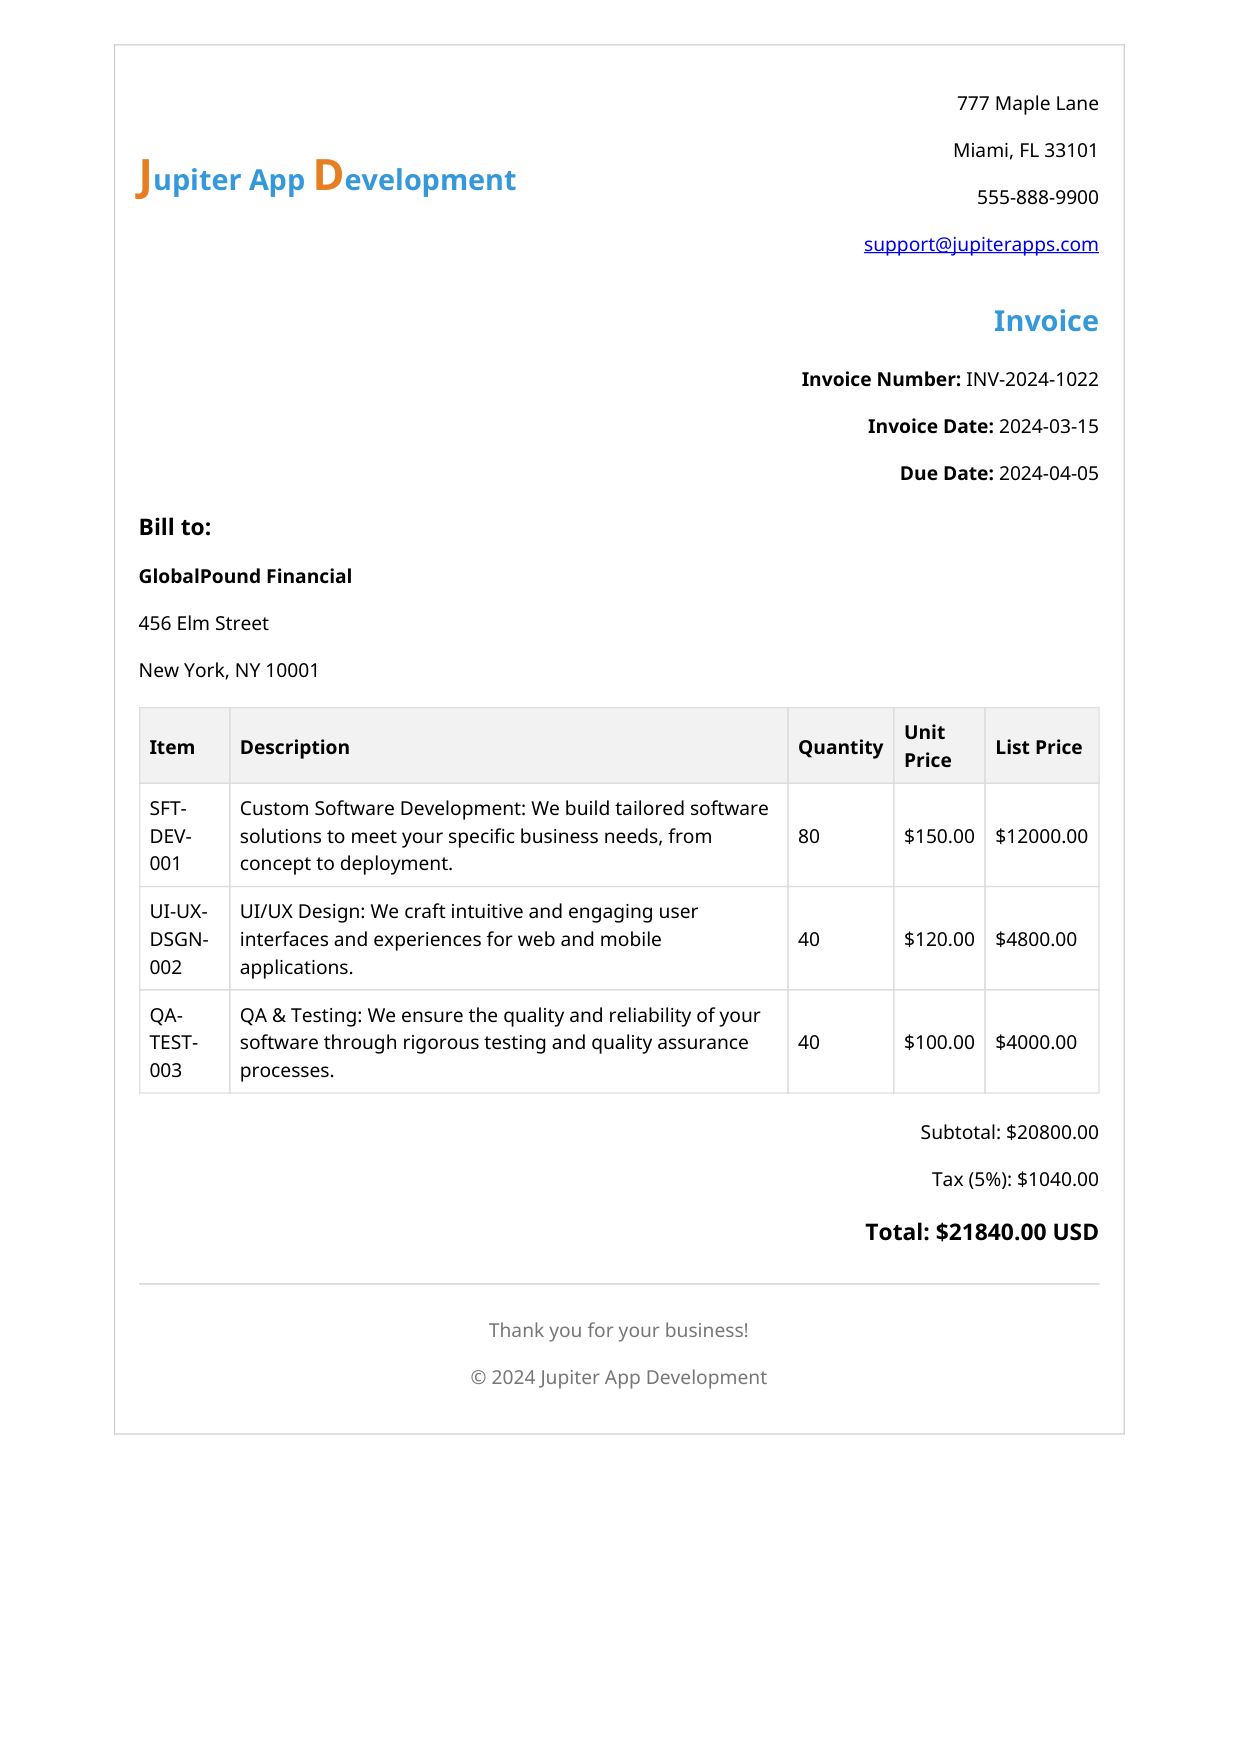 Jupiter App Development
777 Maple Lane
Miami, FL 33101
555-888-9900
support@jupiterapps.com
Invoice
Invoice Number: INV-2024-1022
Invoice Date: 2024-03-15
Due Date: 2024-04-05
Bill to:
GlobalPound Financial
456 Elm Street
New York, NY 10001
Item Description Quantity Unit Price List Price
SFT-
DEV-
001
Custom Software Development: We build tailored software
solutions to meet your specific business needs, from
concept to deployment.
80 $150.00 $12000.00
UI-UX-
DSGN-
002
UI/UX Design: We craft intuitive and engaging user
interfaces and experiences for web and mobile
applications.
40 $120.00 $4800.00
QA-
TEST-
003
QA & Testing: We ensure the quality and reliability of your
software through rigorous testing and quality assurance
processes.
40 $100.00 $4000.00
Subtotal: $20800.00
Tax (5%): $1040.00
Total: $21840.00 USD
Thank you for your business!
© 2024 Jupiter App Development